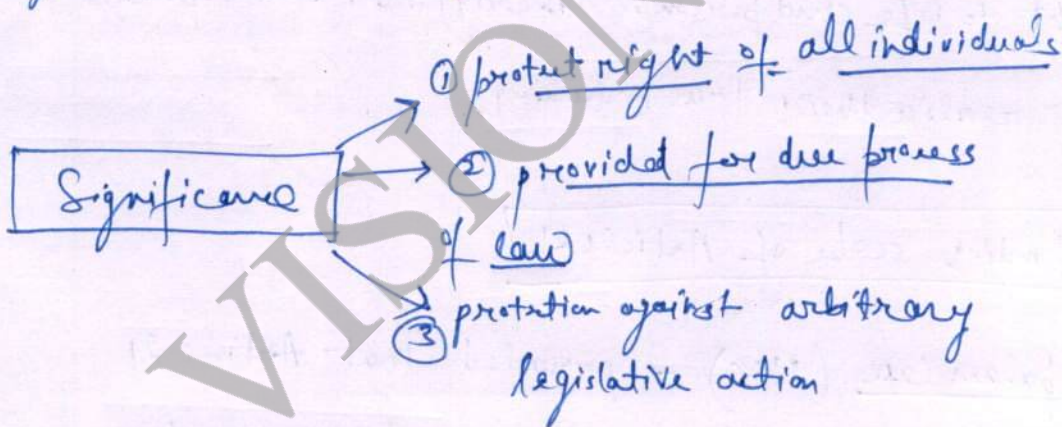 ① protect right of all individuals
Significance
② provided for due process
of law
③ protection against arbitrary
legislative action
VISION